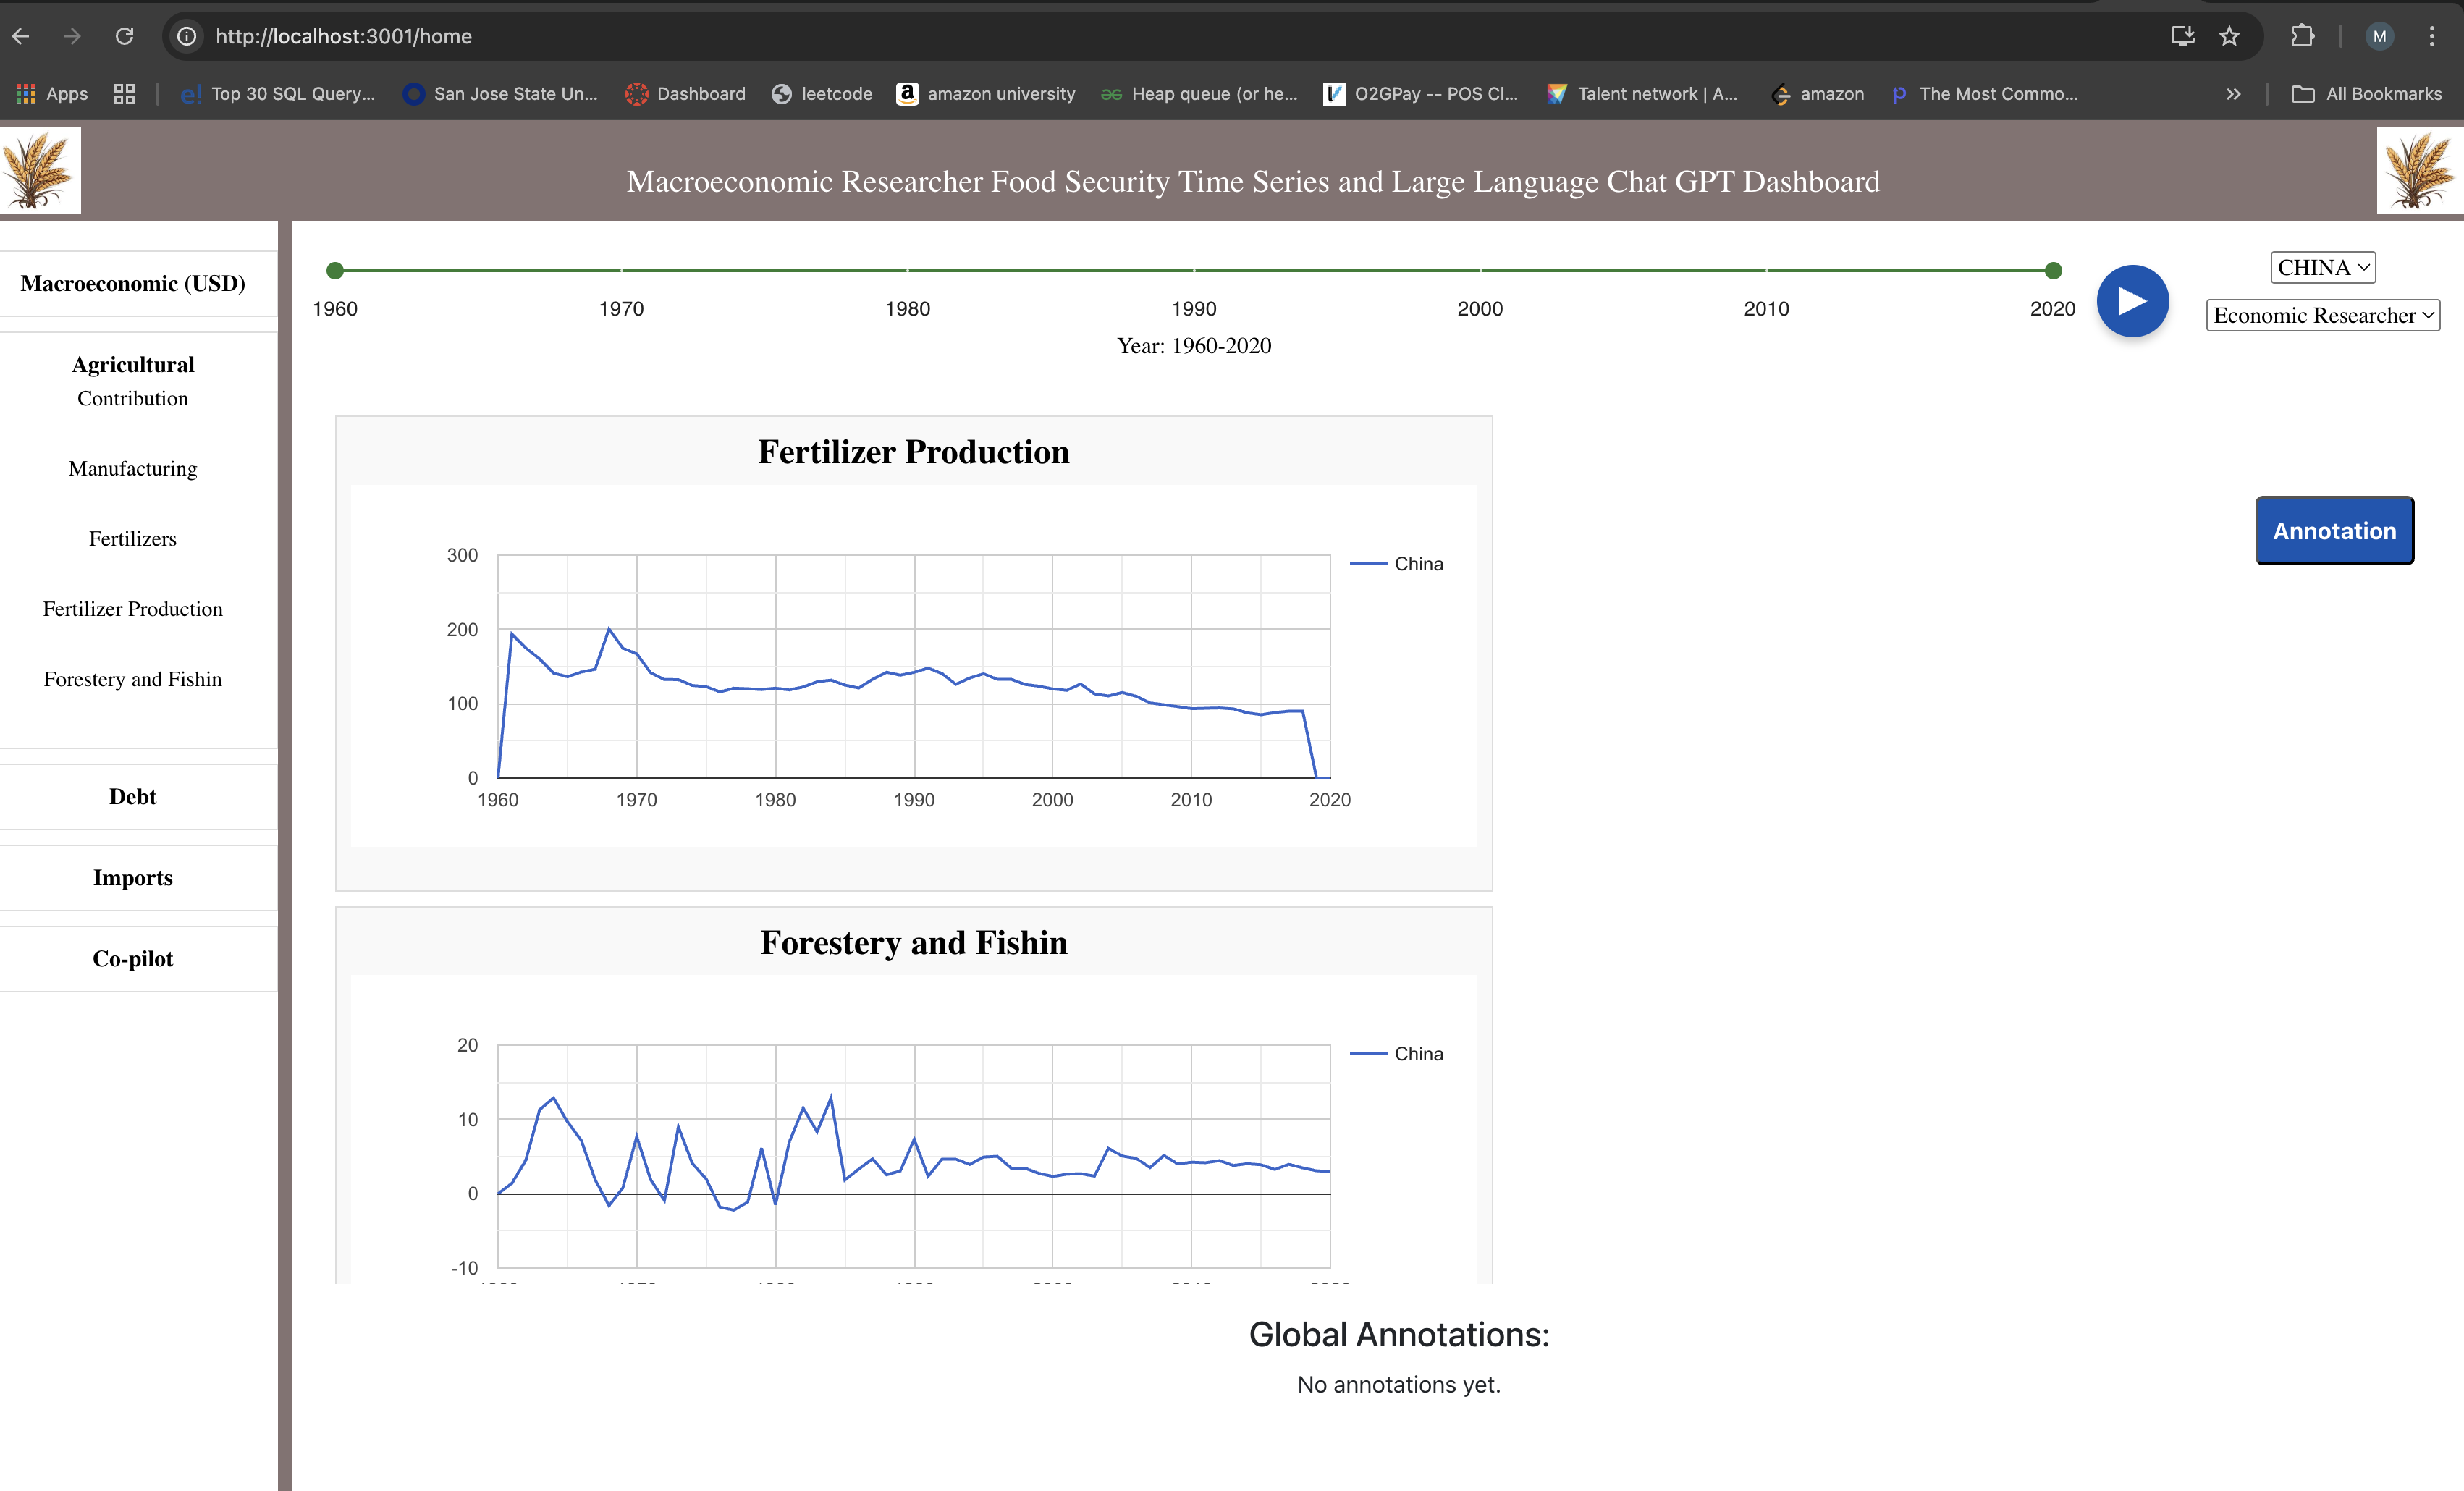 http://localhost:3001/home
M
Apps
Top 30 SQL Query...
San Jose State Un...
Dashboard
leetcode
amazon university
Heap queue (or he...
O2GPay -- POS Cl...
Talent network | A...
amazon
The Most Commo...
All Bookmarks
Macroeconomic Researcher Food Security Time Series and Large Language Chat GPT Dashboard
Macroeconomic (USD)
Agricultural
Contribution
Manufacturing
Fertilizers
Fertilizer Production
Forestery and Fishin
Debt
Imports
Co-pilot
1960 1970 1980 1990 2000 2010 2020
Year: 1960-2020
CHINA
Economic Researcher
Annotation
Fertilizer Production
300
200
100
0
1960 1970 1980 1990 2000 2010 2020
China
Forestery and Fishin
20
10
0
-10
China
Global Annotations:
No annotations yet.